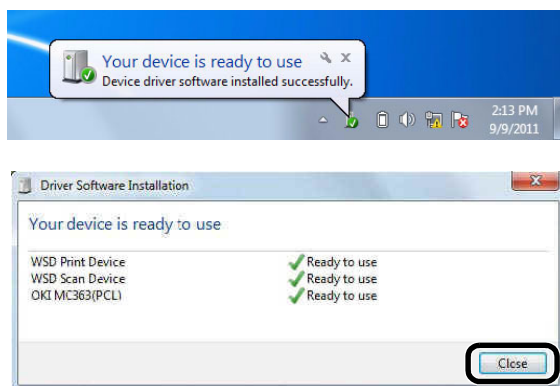 Your device is ready to use
Device driver software installed successfully.
2:13 PM
9/9/2011
Driver Software Installation
Your device is ready to use
WSD Print Device Ready to use
WSD Scan Device Ready to use
OKI MC363(PCL) Ready to use
Close